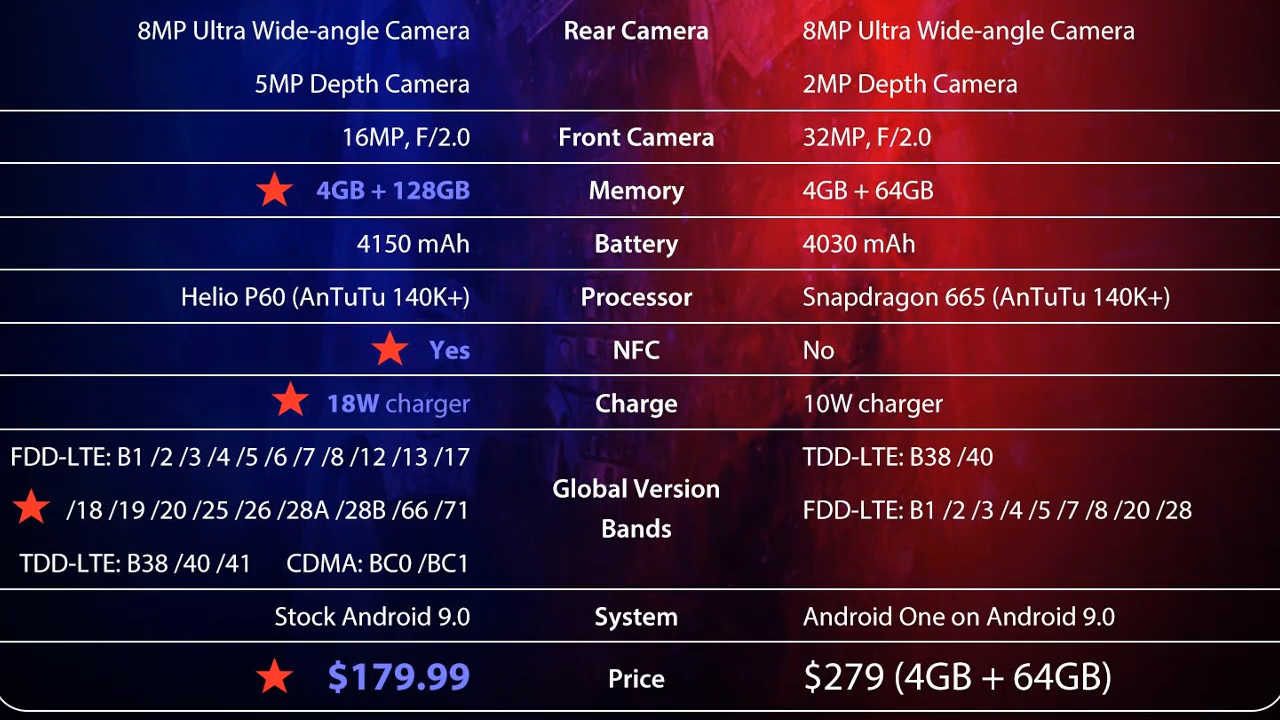 8MP Ultra Wide-angle Camera Rear Camera 8MP Ultra Wide-angle Camera
5MP Depth Camera 2MP Depth Camera
16MP, F/2.0 Front Camera 32MP, F/2.0
4GB + 128GB Memory 4GB + 64GB
4150 mAh Battery 4030 mAh
Helio P60 (AnTuTu 140K+) Processor Snapdragon 665 (AnTuTu 140K+)
Yes NFC No
18W charger Charge 10W charger
FDD-LTE: B1 /2 /3 /4 /5 /6 /7 /8 /12 /13 /17
/18 /19 /20 /25 /26 /28A /28B /66 /71
TDD-LTE: B38 /40 /41 CDMA: BC0 /BC1
Global Version
Bands
TDD-LTE: B38 /40
FDD-LTE: B1 /2 /3 /4 /5 /7 /8 /20 /28
Stock Android 9.0 System Android One on Android 9.0
$179.99 Price $279 (4GB + 64GB)